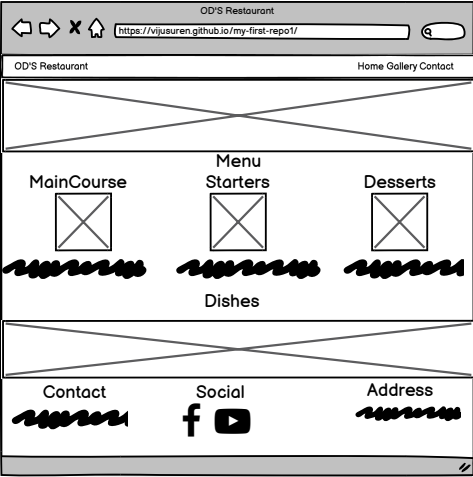 OD'S Restaurant
https://vijusuren.github.io/my-first-repo1/
OD'S Restaurant Home Gallery Contact
Menu
MainCourse Starters Desserts
Dishes
Contact Social Address